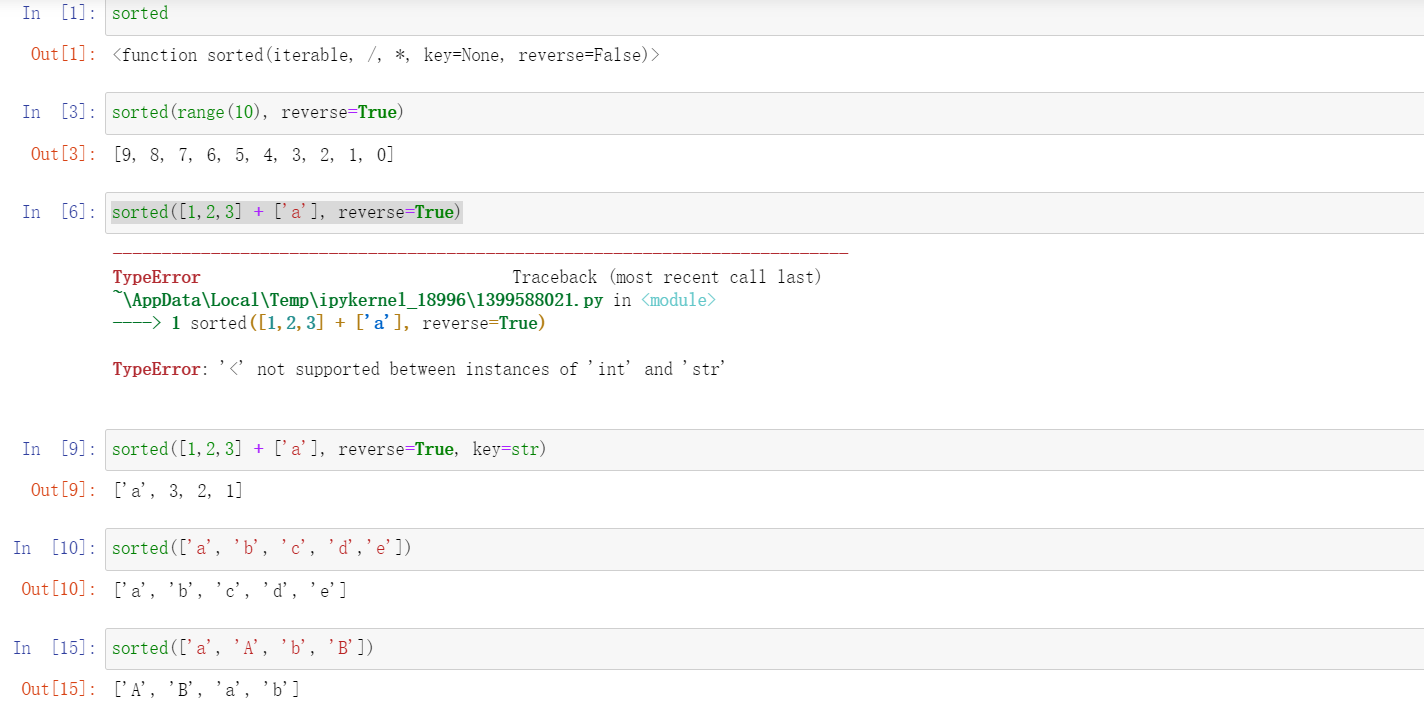 In [1]: sorted
Out[1]: <function sorted(iterable, /, *, key=None, reverse=False)>
In [3]: sorted(range(10), reverse=True)
Out[3]: [9, 8, 7, 6, 5, 4, 3, 2, 1, 0]
In [6]: sorted([1,2,3] + ['a'], reverse=True)
---------------------------------------------------------------------------
TypeError                                 Traceback (most recent call last)
~\AppData\Local\Temp\ipykernel_18996\1399588021.py in <module>
----> 1 sorted([1,2,3] + ['a'], reverse=True)
TypeError: '<' not supported between instances of 'int' and 'str'
In [9]: sorted([1,2,3] + ['a'], reverse=True, key=str)
Out[9]: ['a', 3, 2, 1]
In [10]: sorted(['a', 'b', 'c', 'd','e'])
Out[10]: ['a', 'b', 'c', 'd', 'e']
In [15]: sorted(['a', 'A', 'b', 'B'])
Out[15]: ['A', 'B', 'a', 'b']